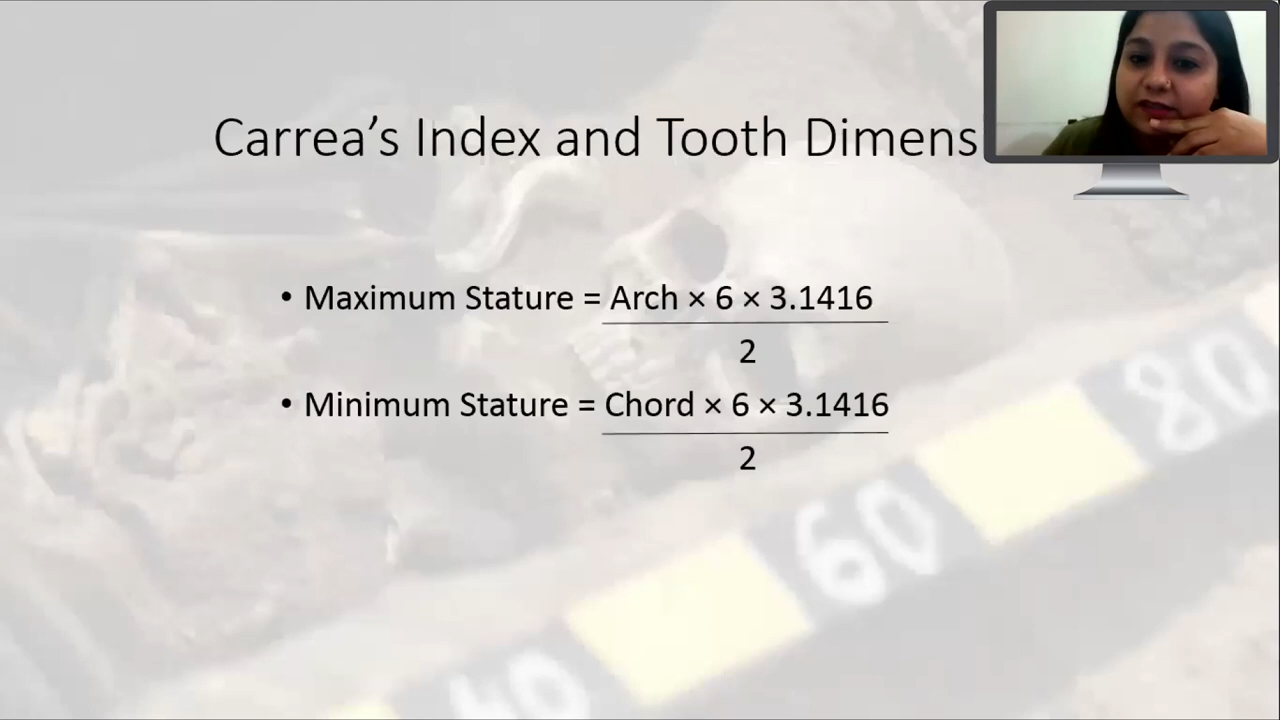 Carrea's Index and Tooth Dimens
• Maximum Stature = Arch × 6 × 3.1416
2
• Minimum Stature = Chord × 6 × 3.1416
2
80
60
40